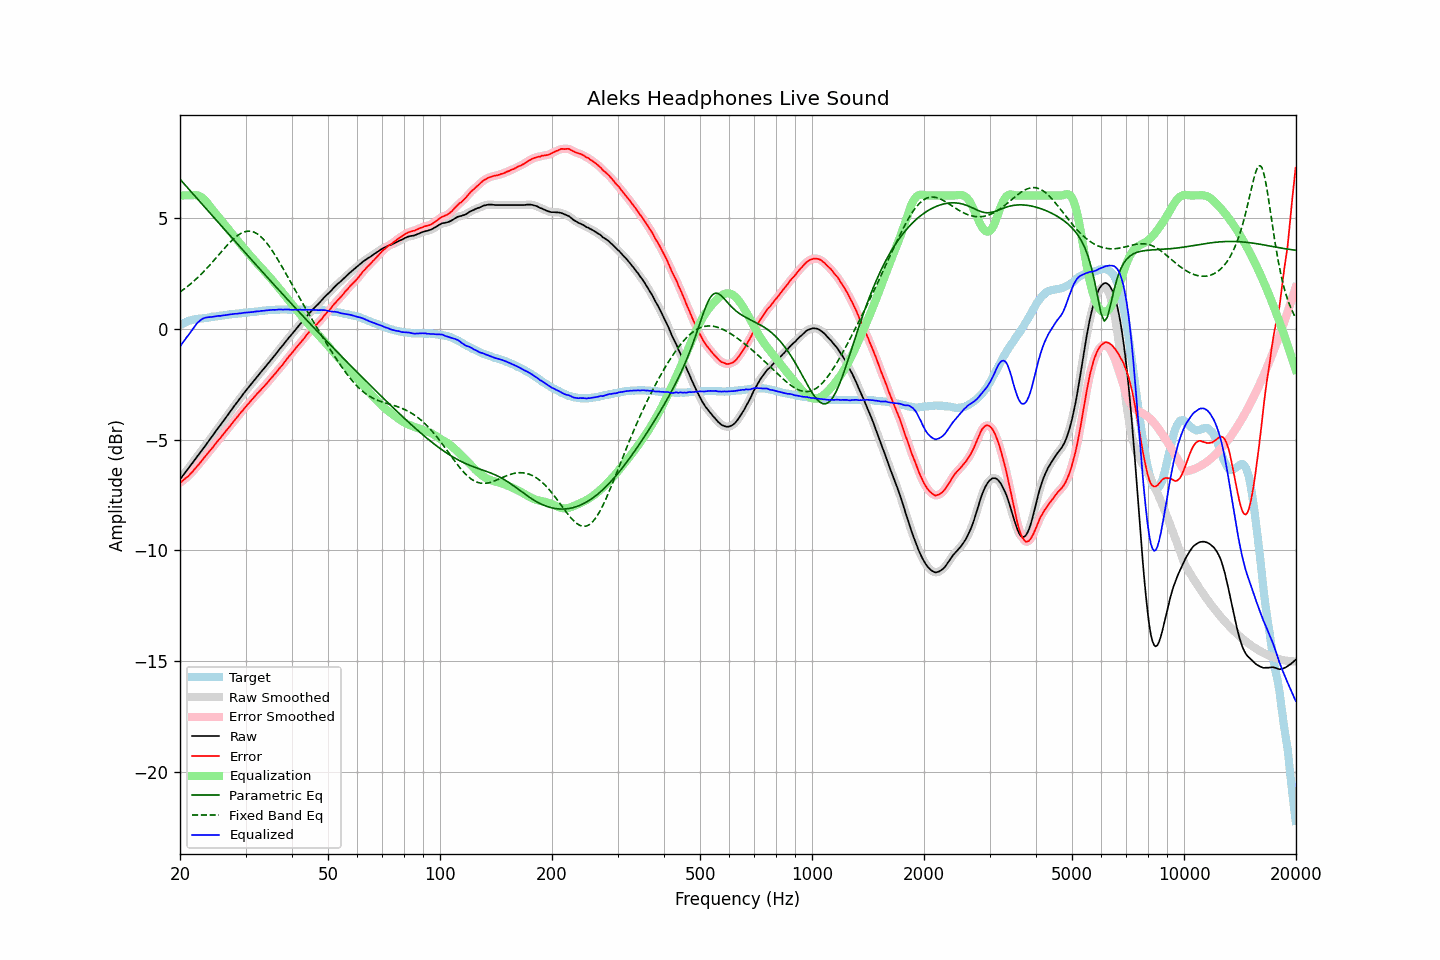 Aleks Headphones Live Sound
Amplitude (dBr)
5
0
−5
−10
−15
−20
Target
Raw Smoothed
Error Smoothed
Raw
Error
Equalization
Parametric Eq
Fixed Band Eq
Equalized
20 50 100 200 500 1000 2000 5000 10000 20000
Frequency (Hz)